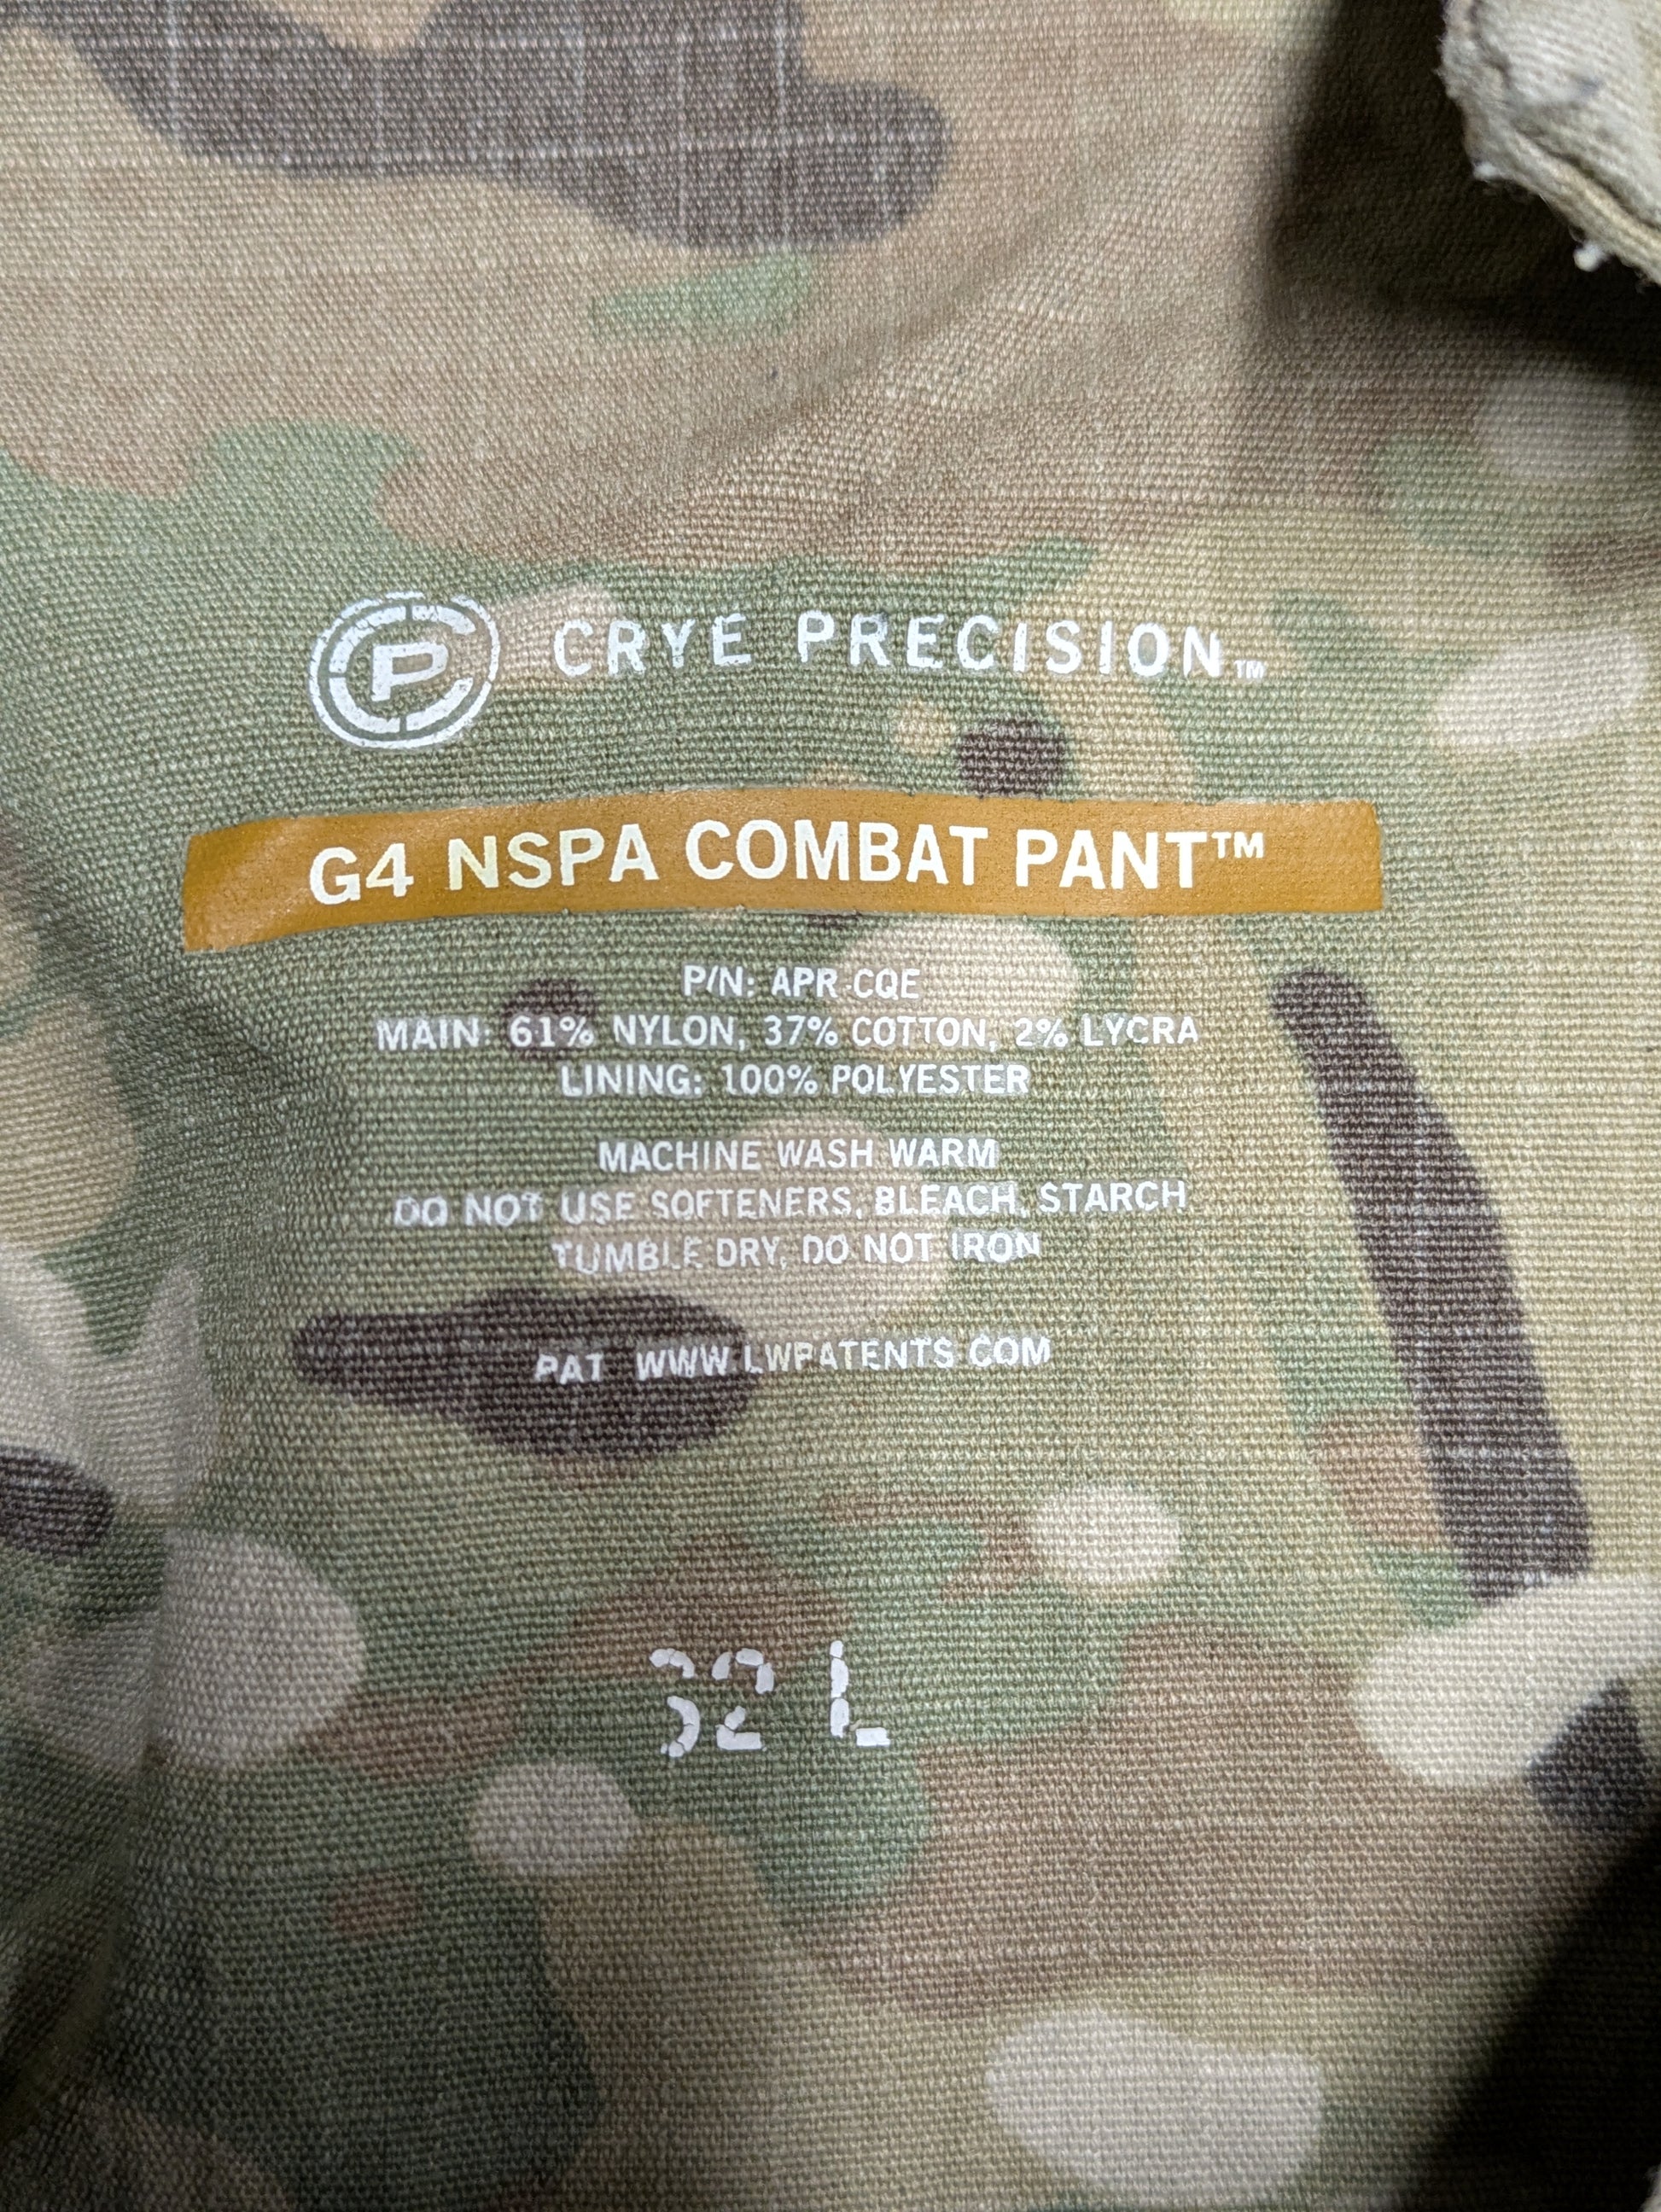 CP CRYE PRECISION™
G4 NSPA COMBAT PANT™
P/N: APR-CQE
MAIN: 61% NYLON, 37% COTTON, 2% LYCRA
LINING: 100% POLYESTER
MACHINE WASH WARM
DO NOT USE SOFTENERS, BLEACH, STARCH
TUMBLE DRY, DO NOT IRON
PAT WWW.LWPATENTS.COM
32 L